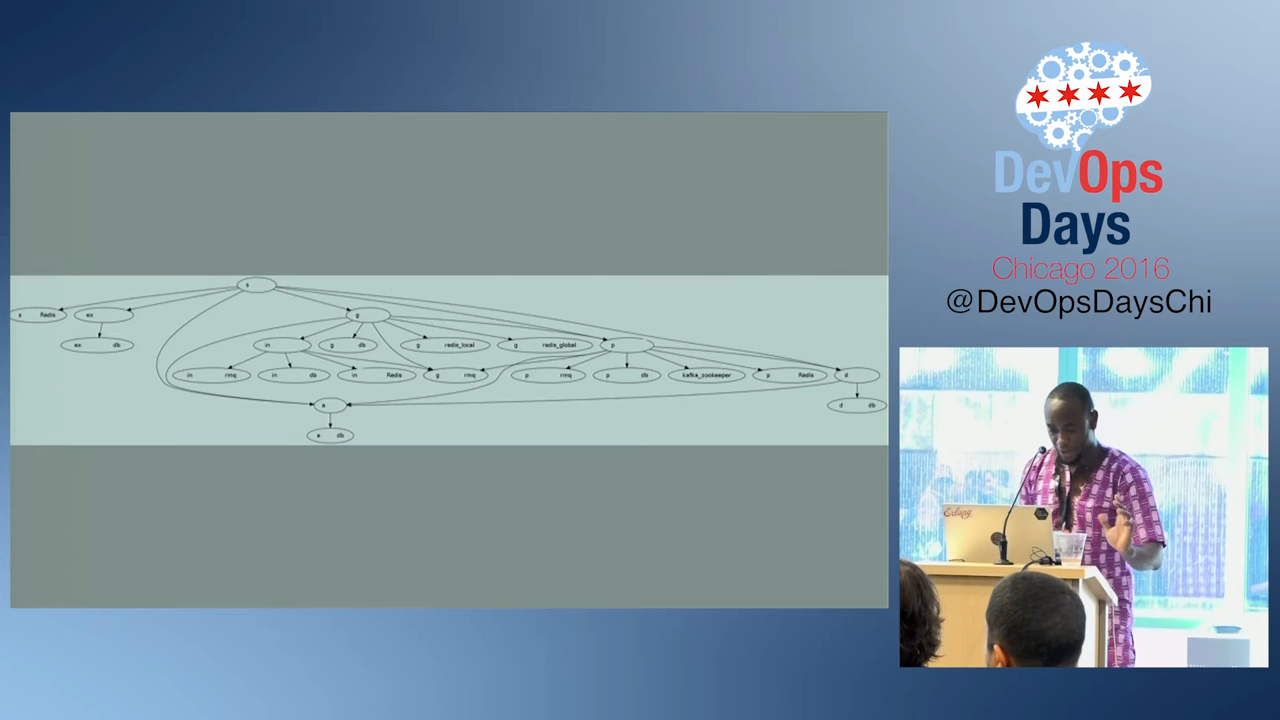 s
s Redis
ex
g
ex db
in
g db
g redis_local
g redis_global
p
in rmq
in db
in Redis
g rmq
p rmq
p db
kafka_zookeeper
p Redis
d
a
d db
a db
DevOps
Days
Chicago 2016
@DevOpsDaysChi
Erlang